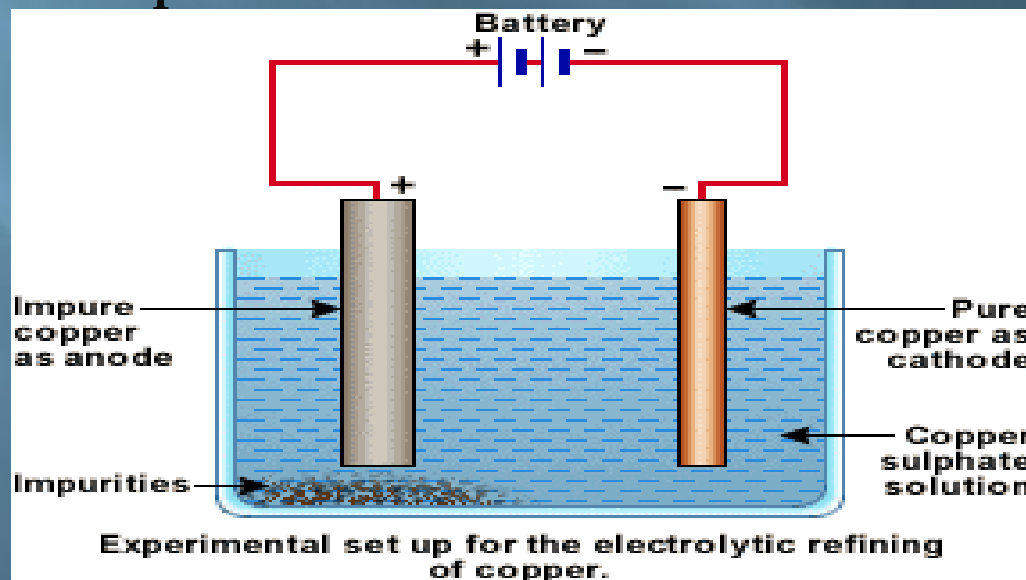 Battery
+ −
+ −
Impure
copper
as anode
Pure
copper as
cathode
Copper
sulphate
solution
Impurities
Experimental set up for the electrolytic refining
of copper.